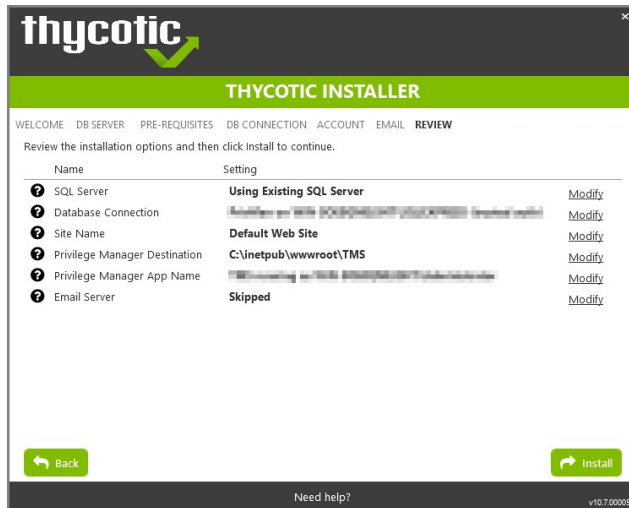 thycotic
×
THYCOTIC INSTALLER
WELCOME DB SERVER PRE-REQUISITES DB CONNECTION ACCOUNT EMAIL REVIEW
Review the installation options and then click Install to continue.
Name Setting
? SQL Server Using Existing SQL Server Modify
? Database Connection Modify
? Site Name Default Web Site Modify
? Privilege Manager Destination C:\inetpub\wwwroot\TMS Modify
? Privilege Manager App Name Modify
? Email Server Skipped Modify
Back Install
Need help? v10.7.00005